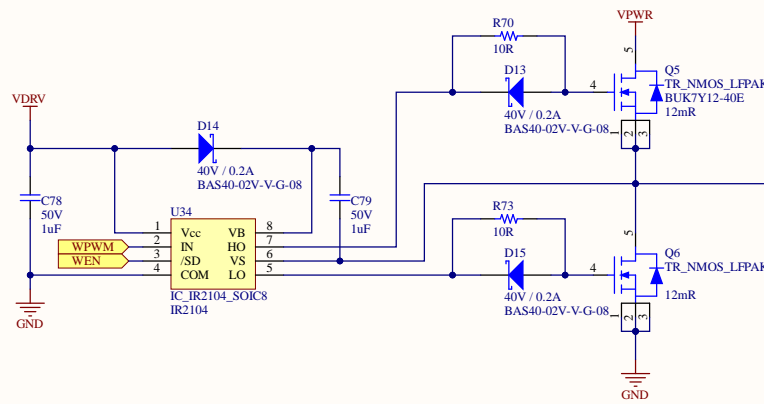 R70
10R
VPWR
5
D13
4
Q5
TR_NMOS_LFPAK
BUK7Y12-40E
12mR
40V / 0.2A
BAS40-02V-V-G-08
1
2
3
VDRV
D14
40V / 0.2A
BAS40-02V-V-G-08
C78
50V
1uF
C79
50V
1uF
U34
1 Vcc VB 8
WPWM 2 IN HO 7
WEN 3 /SD VS 6
4 COM LO 5
IC_IR2104_SOIC8
IR2104
GND
R73
10R
5
D15
4
Q6
TR_NMOS_LFPAK
12mR
40V / 0.2A
BAS40-02V-V-G-08
1
2
3
GND